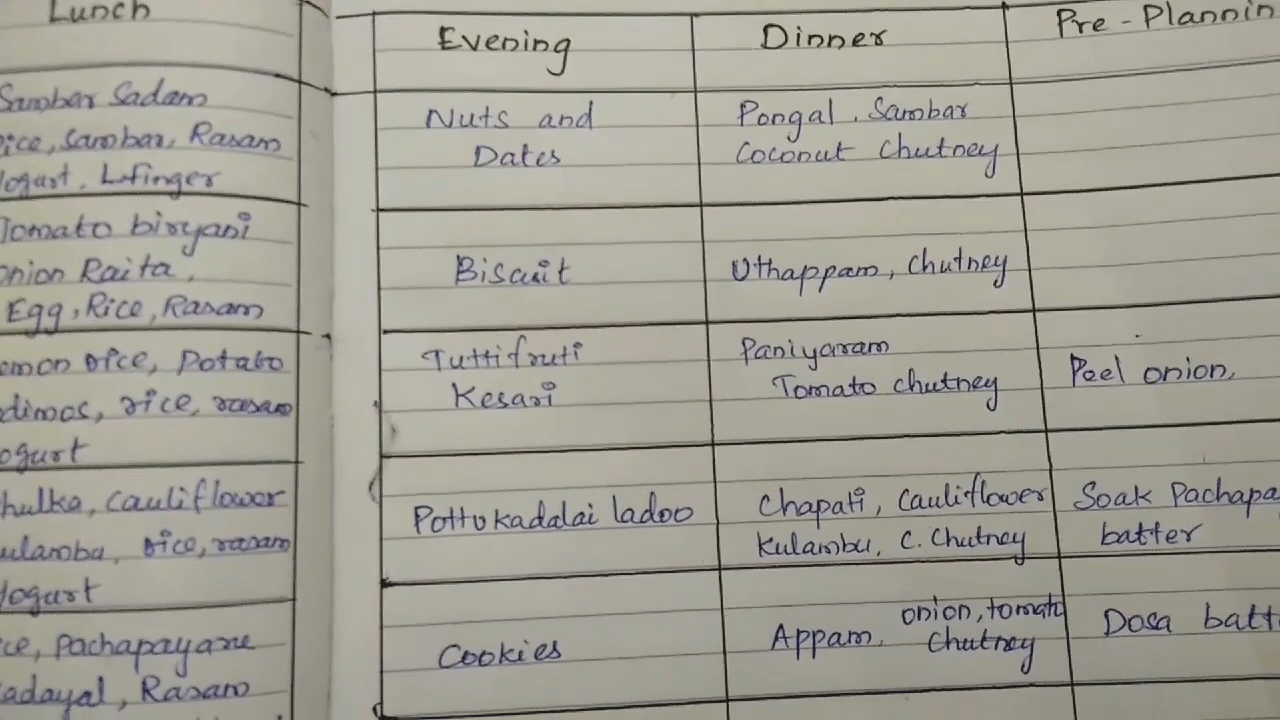 Lunch
Evening
Dinner
Pre-Plannin
Sambar Sadam
ice, Sambar, Rasam
ogurt. L.finger
Nuts and
Dates
Pongal. Sambar
Coconut Chutney
Tomato biryani
onion Raita.
Egg, Rice, Rasam
Biscuit
Uthappam, Chutney
emon rice, Potato
dimas, rice, rasam
ogurt
Tuttifruti
Kesari
Paniyaram
Tomato chutney
Peel onion,
hulka, Cauliflower
ulambu, rice, rasam
Yogurt
Pottukadalai ladoo
Chapati, Cauliflower
Kulambu, C. Chutney
Soak Pachapa
batter
ce, Pachapayaru
adayal, Rasam
Cookies
Appam, onion, tomato
Chutney
Dosa batt